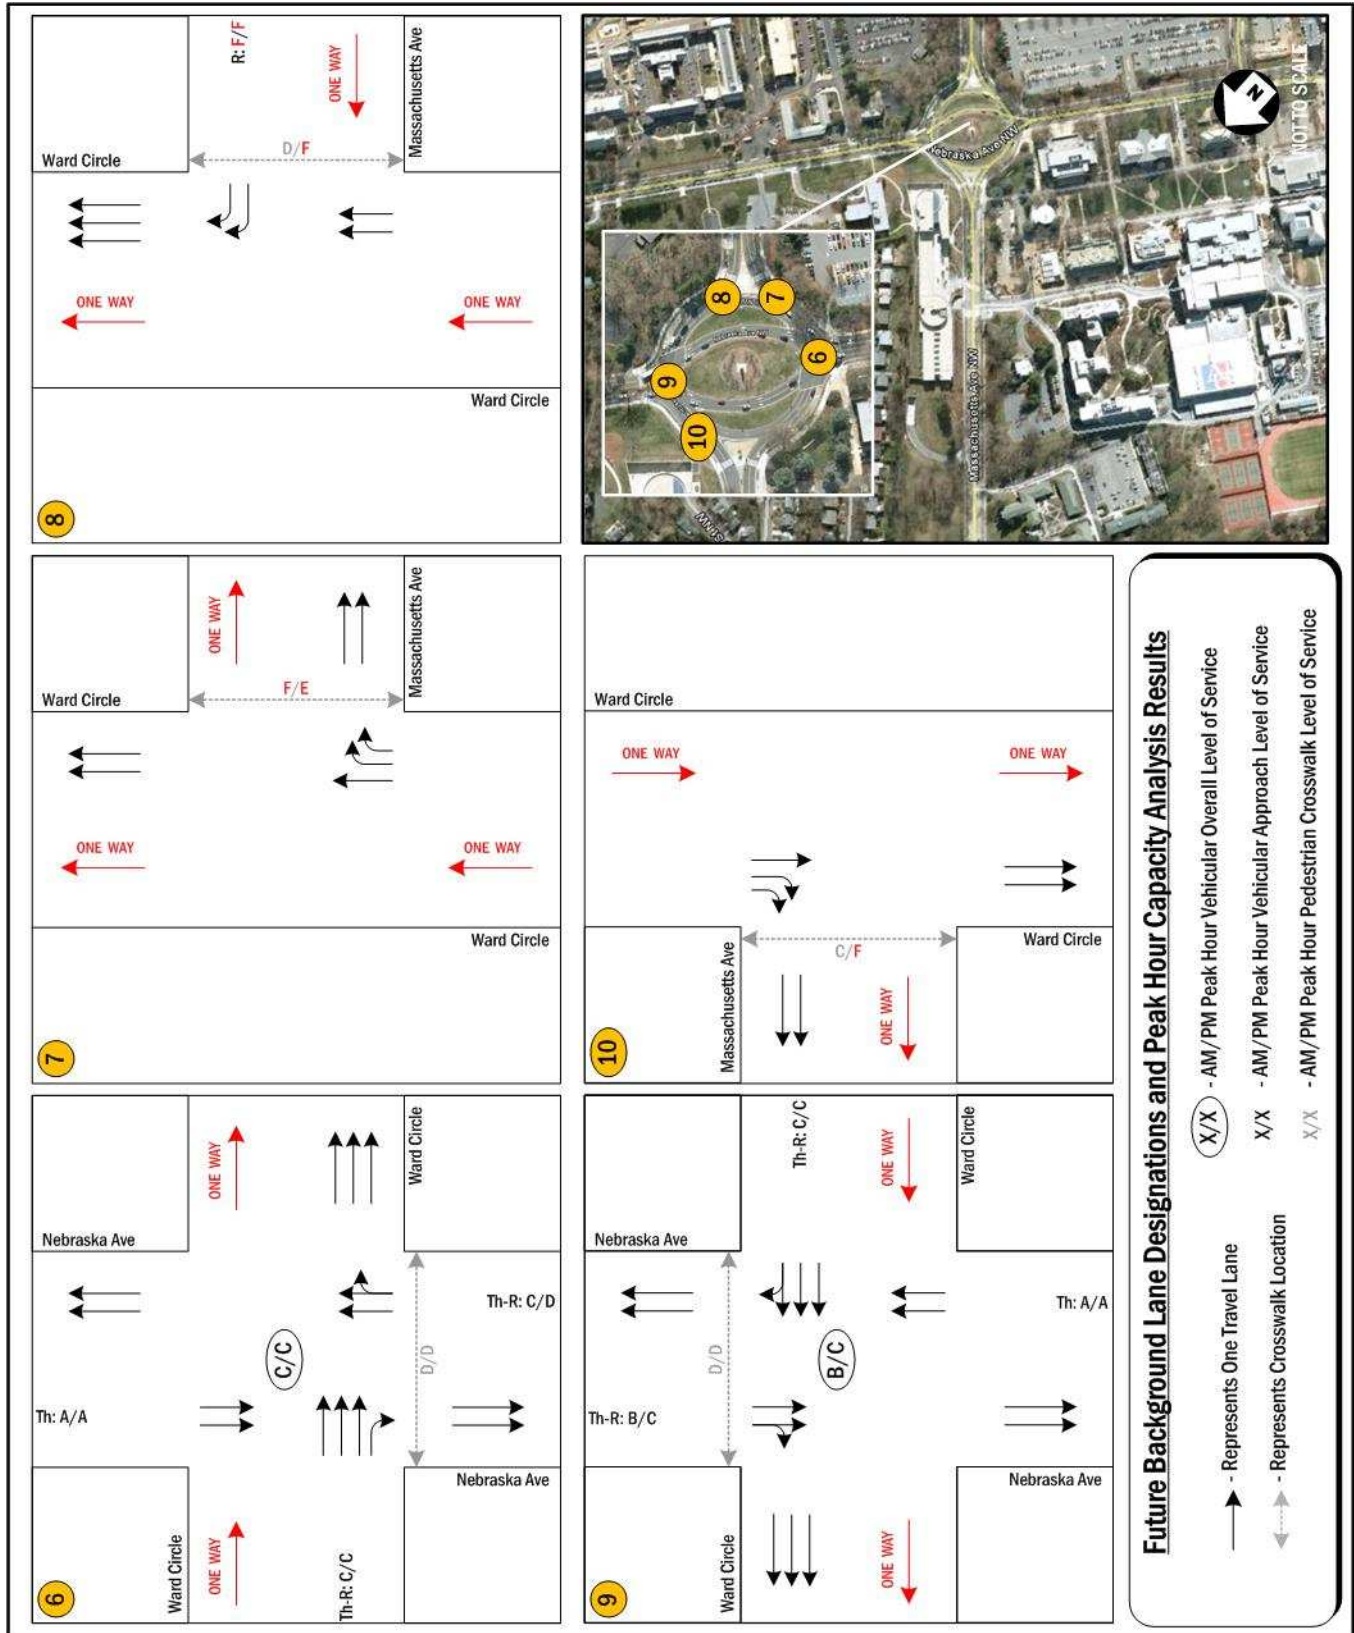 6
Nebraska Ave
Ward Circle
ONE WAY
ONE WAY
Th: A/A
C/C
Th-R: C/D
Th-R: C/C
D/D
Nebraska Ave
Ward Circle
7
Ward Circle
ONE WAY
ONE WAY
ONE WAY
F/E
Massachusetts Ave
Ward Circle
8
Ward Circle
R: F/F
ONE WAY
ONE WAY
ONE WAY
D/F
Massachusetts Ave
Ward Circle
9
Nebraska Ave
Ward Circle
Th-R: B/C
D/D
Th-R: C/C
B/C
ONE WAY
ONE WAY
Th: A/A
Nebraska Ave
Ward Circle
10
Ward Circle
Massachusetts Ave
ONE WAY
ONE WAY
ONE WAY
C/F
Ward Circle
10
9
8
7
6
Nebraska Ave NW
Massachusetts Ave NW
N
NOT TO SCALE
Future Background Lane Designations and Peak Hour Capacity Analysis Results
- Represents One Travel Lane
- Represents Crosswalk Location
X/X - AM/PM Peak Hour Vehicular Overall Level of Service
X/X - AM/PM Peak Hour Vehicular Approach Level of Service
X/X - AM/PM Peak Hour Pedestrian Crosswalk Level of Service